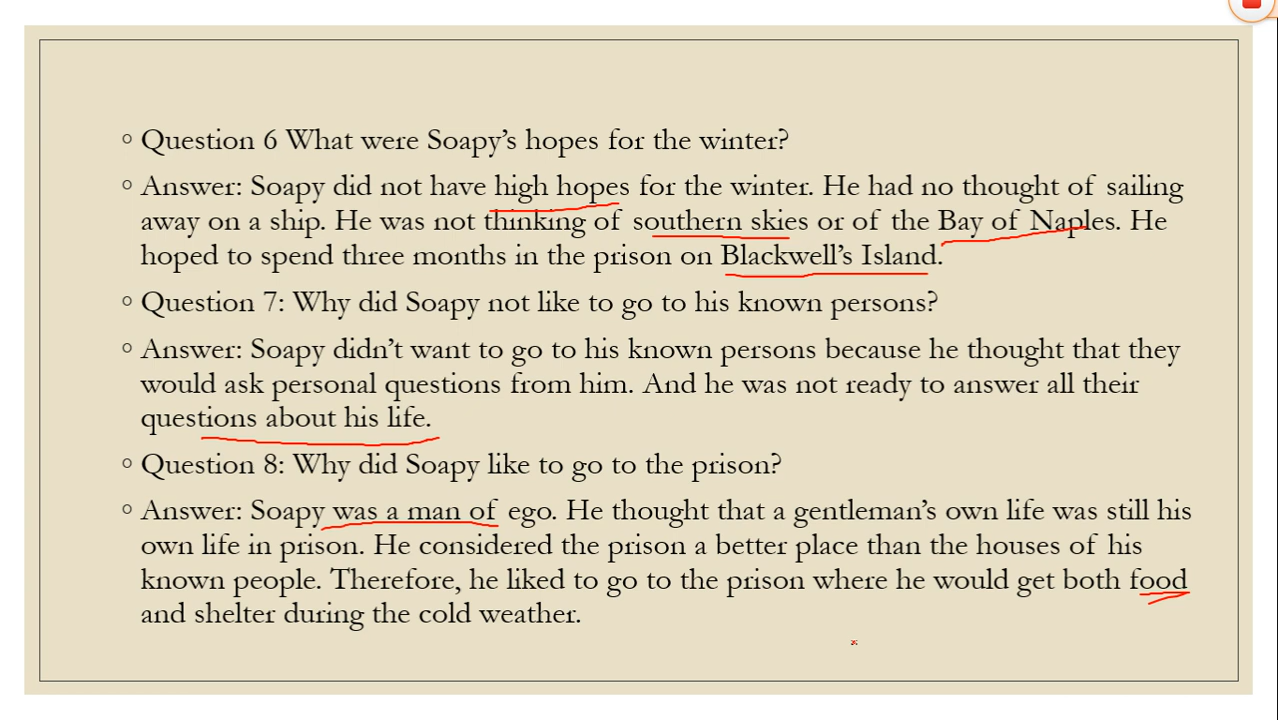 Question 6 What were Soapy’s hopes for the winter?
Answer: Soapy did not have high hopes for the winter. He had no thought of sailing
away on a ship. He was not thinking of southern skies or of the Bay of Naples. He
hoped to spend three months in the prison on Blackwell’s Island.
Question 7: Why did Soapy not like to go to his known persons?
Answer: Soapy didn’t want to go to his known persons because he thought that they
would ask personal questions from him. And he was not ready to answer all their
questions about his life.
Question 8: Why did Soapy like to go to the prison?
Answer: Soapy was a man of ego. He thought that a gentleman’s own life was still his
own life in prison. He considered the prison a better place than the houses of his
known people. Therefore, he liked to go to the prison where he would get both food
and shelter during the cold weather.